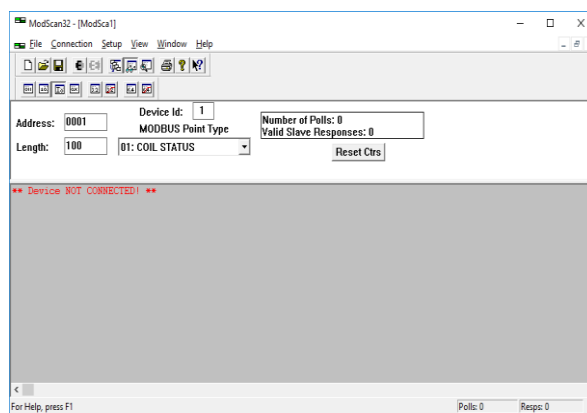 ModScan32 - [ModSca1]
File Connection Setup View Window Help
Address: 0001
Device Id: 1
MODBUS Point Type
Length: 100
01: COIL STATUS
Number of Polls: 0
Valid Slave Responses: 0
Reset Ctrs
** Device NOT CONNECTED! **
For Help, press F1
Polls: 0
Resps: 0